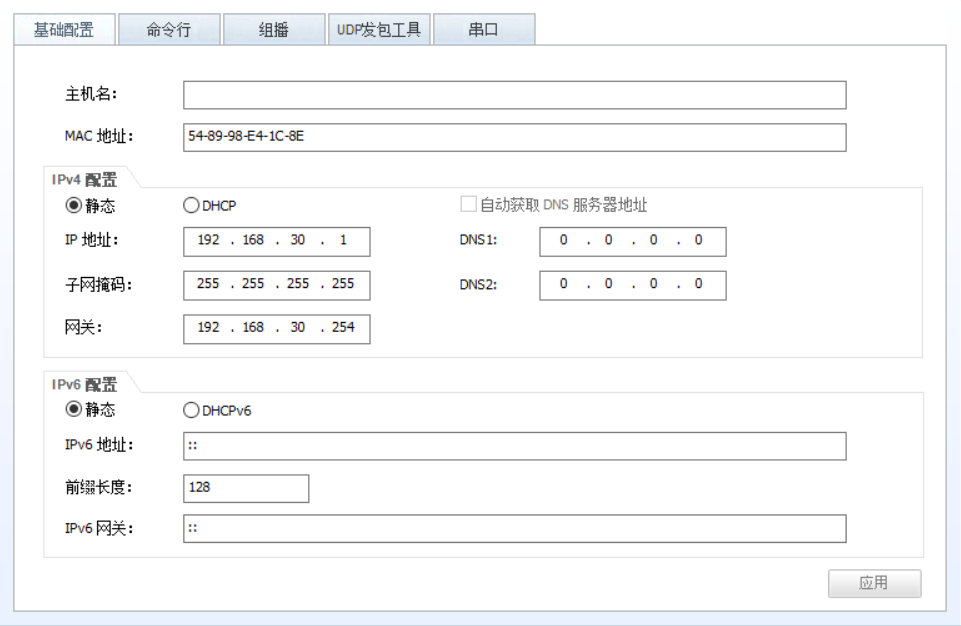 基础配置 命令行 组播 UDP发包工具 串口
主机名：
MAC 地址： 54-89-98-E4-1C-8E
IPv4 配置
静态 DHCP 自动获取 DNS 服务器地址
IP 地址： 192 . 168 . 30 . 1 DNS1: 0 . 0 . 0 . 0
子网掩码： 255 . 255 . 255 . 255 DNS2: 0 . 0 . 0 . 0
网关： 192 . 168 . 30 . 254
IPv6 配置
静态 DHCPv6
IPv6 地址： ::
前缀长度： 128
IPv6 网关： ::
应用